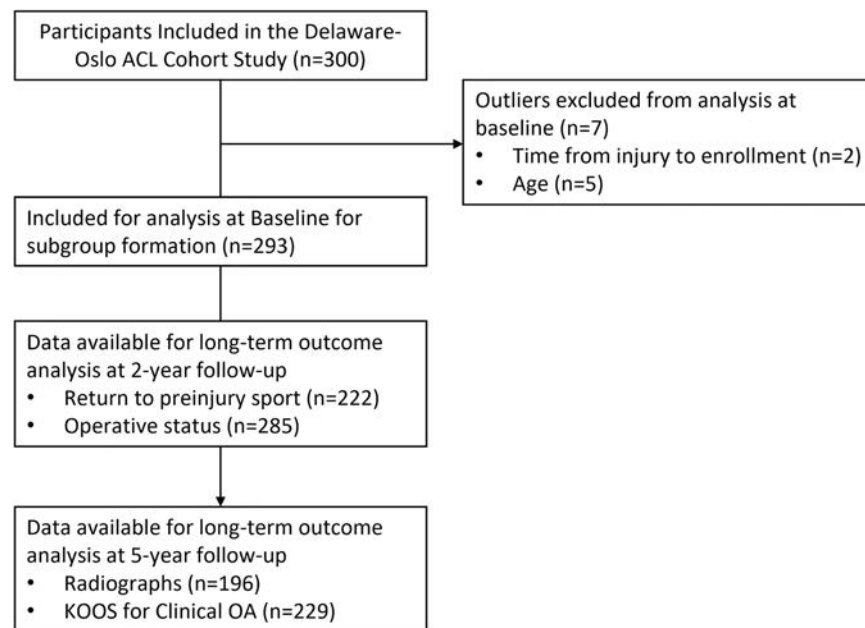 Participants Included in the Delaware-
Oslo ACL Cohort Study (n=300)
Outliers excluded from analysis at
baseline (n=7)
• Time from injury to enrollment (n=2)
• Age (n=5)
Included for analysis at Baseline for
subgroup formation (n=293)
Data available for long-term outcome
analysis at 2-year follow-up
• Return to preinjury sport (n=222)
• Operative status (n=285)
Data available for long-term outcome
analysis at 5-year follow-up
• Radiographs (n=196)
• KOOS for Clinical OA (n=229)